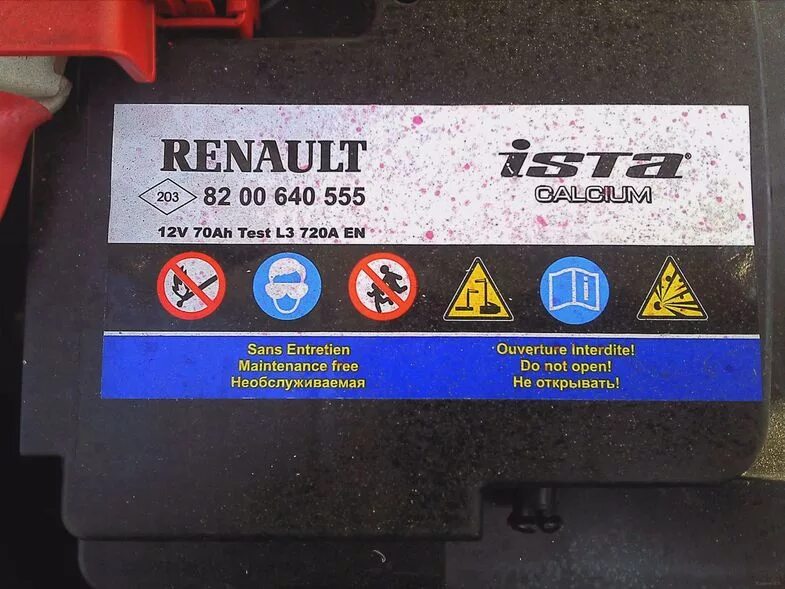 RENAULT
ista
CALCIUM
203
82 00 640 555
12V 70Ah Test L3 720A EN
Sans Entretien
Maintenance free
Необслуживаемая
Ouverture Interdite!
Do not open!
Не открывать!